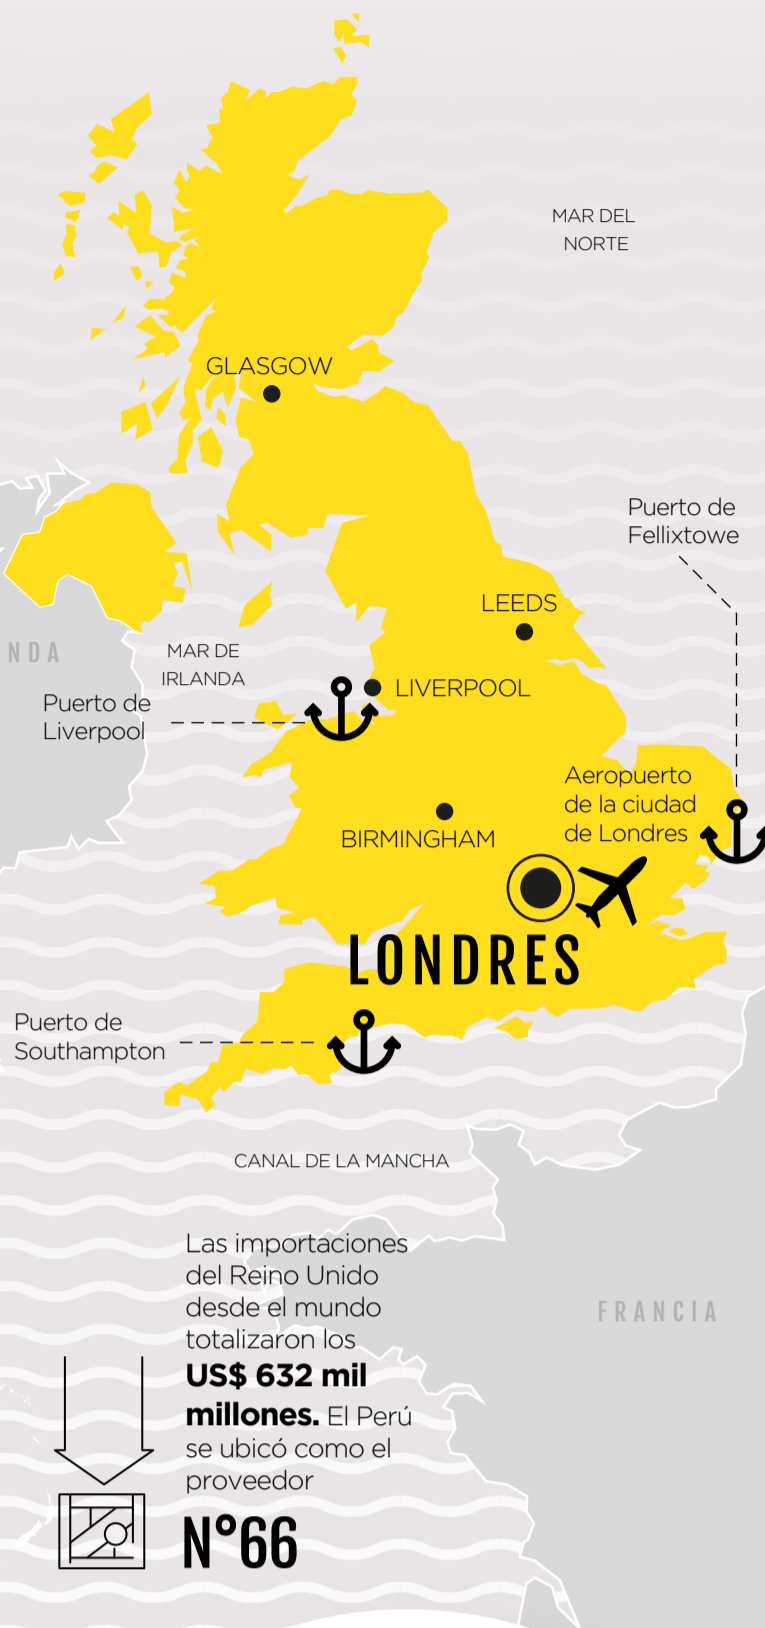 MAR DEL
NORTE
GLASGOW
Puerto de
Fellixtowe
LEEDS
NDA
MAR DE
IRLANDA
LIVERPOOL
Puerto de
Liverpool
Aeropuerto
de la ciudad
de Londres
BIRMINGHAM
LONDRES
Puerto de
Southampton
CANAL DE LA MANCHA
Las importaciones
del Reino Unido
desde el mundo
totalizaron los
US$ 632 mil
millones. El Perú
se ubicó como el
proveedor
N°66
FRANCIA